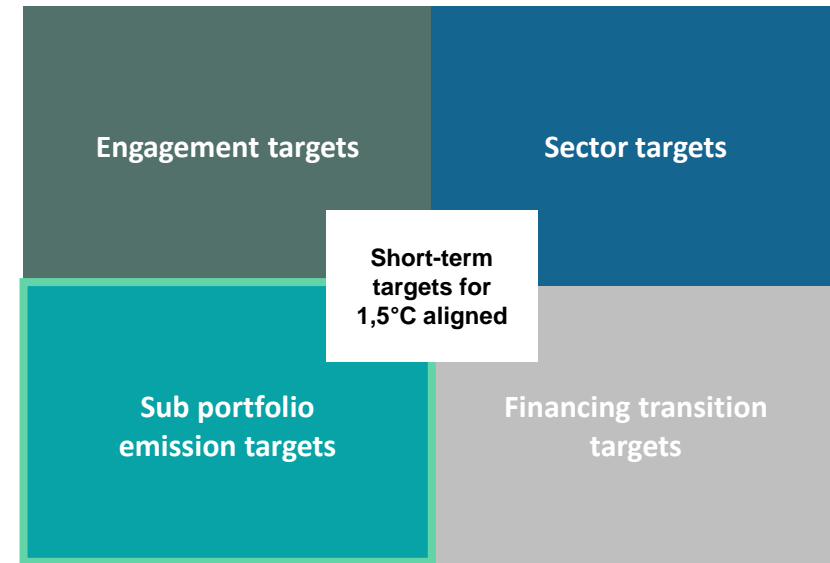 Engagement targets
Sector targets
Short-term
targets for
1,5°C aligned
Sub portfolio
emission targets
Financing transition
targets